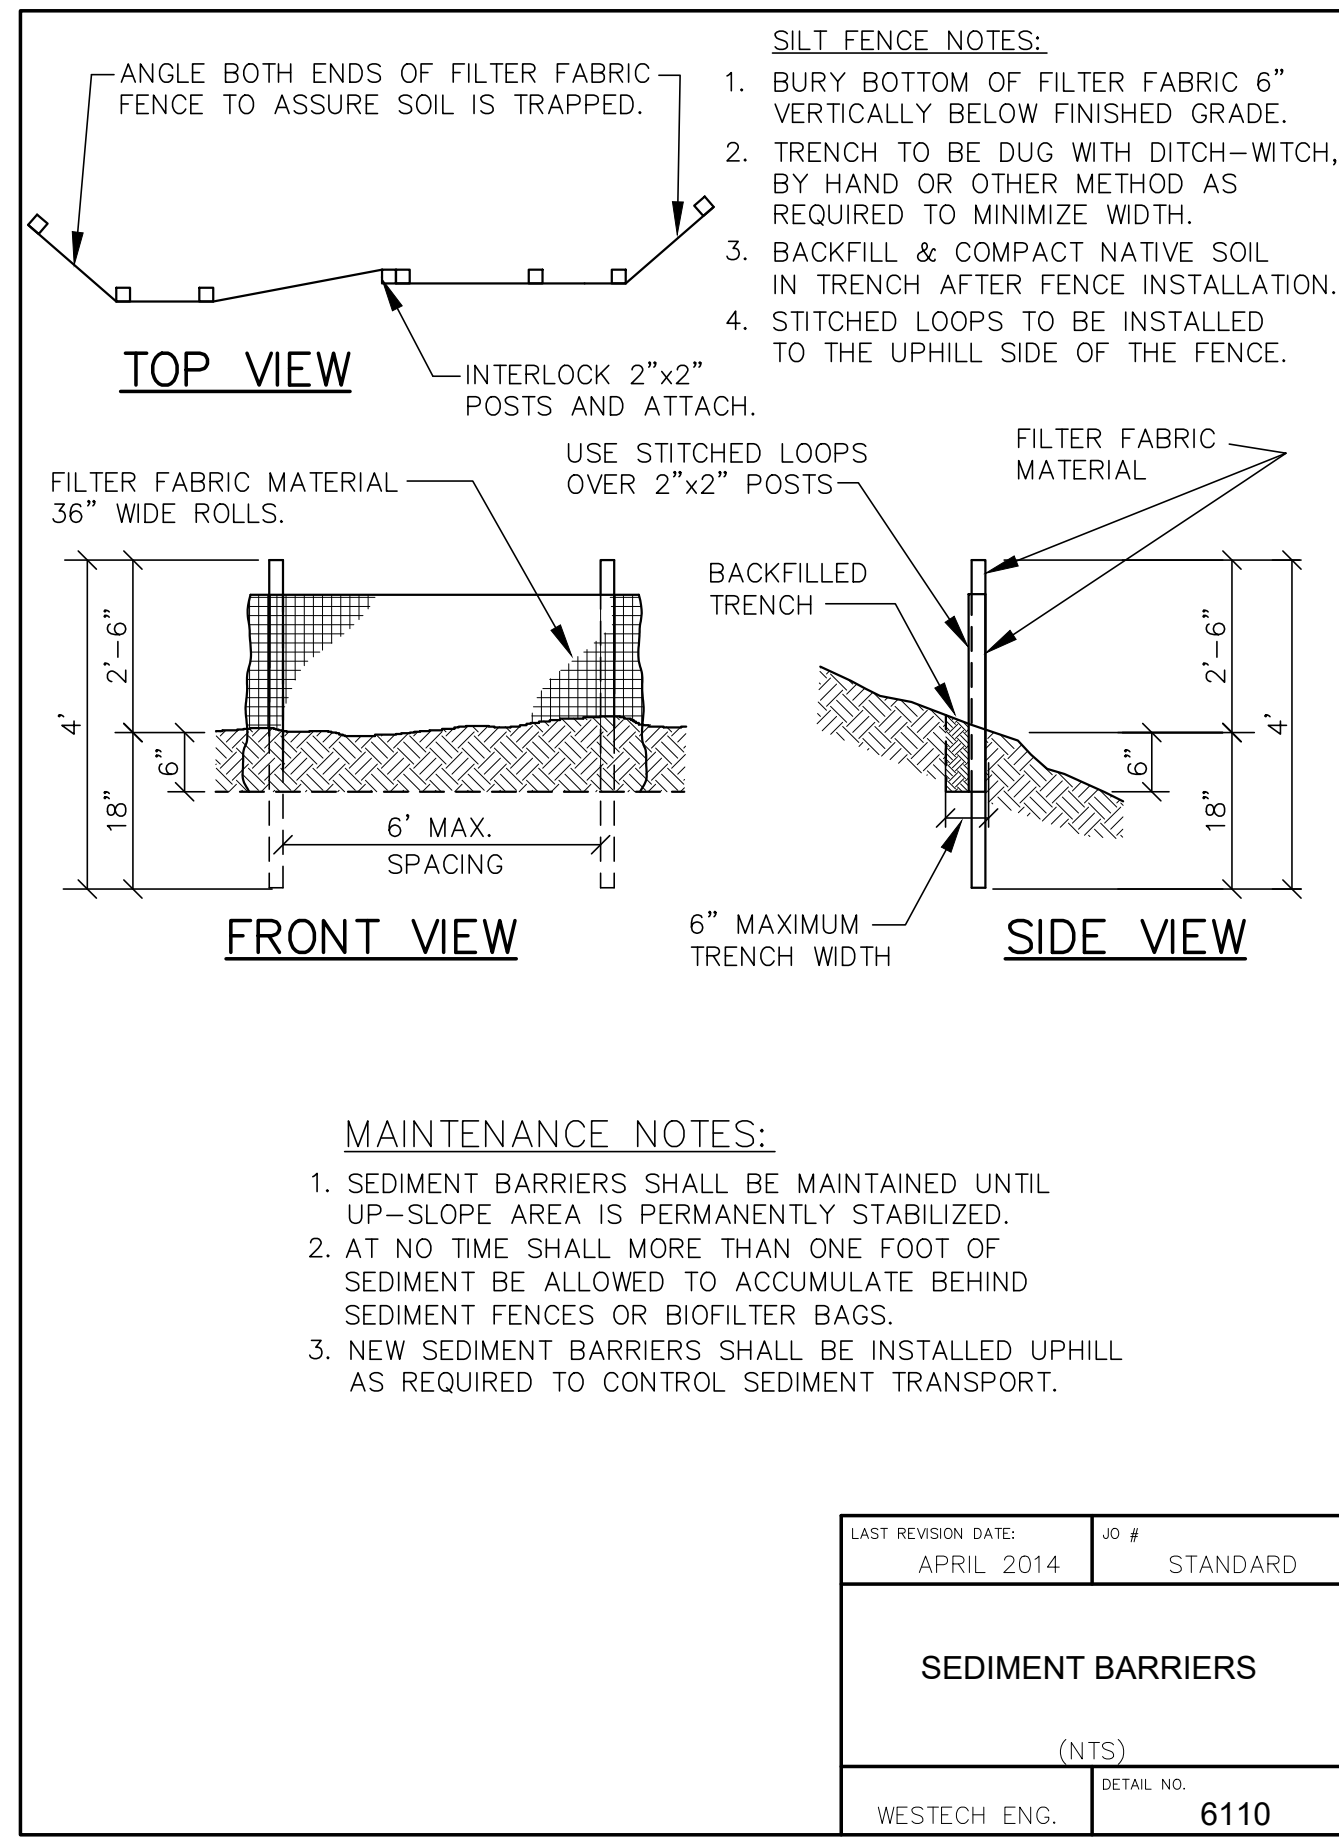 SILT FENCE NOTES:
1. BURY BOTTOM OF FILTER FABRIC 6"
VERTICALLY BELOW FINISHED GRADE.
2. TRENCH TO BE DUG WITH DITCH-WITCH,
BY HAND OR OTHER METHOD AS
REQUIRED TO MINIMIZE WIDTH.
3. BACKFILL & COMPACT NATIVE SOIL
IN TRENCH AFTER FENCE INSTALLATION.
4. STITCHED LOOPS TO BE INSTALLED
TO THE UPHILL SIDE OF THE FENCE.
ANGLE BOTH ENDS OF FILTER FABRIC
FENCE TO ASSURE SOIL IS TRAPPED.
TOP VIEW
INTERLOCK 2"x2"
POSTS AND ATTACH.
FILTER FABRIC MATERIAL
36" WIDE ROLLS.
4'
2'-6"
18"
6"
6' MAX.
SPACING
FRONT VIEW
USE STITCHED LOOPS
OVER 2"x2" POSTS
FILTER FABRIC
MATERIAL
BACKFILLED
TRENCH
2'-6"
4'
6"
18"
6" MAXIMUM
TRENCH WIDTH
SIDE VIEW
MAINTENANCE NOTES:
1. SEDIMENT BARRIERS SHALL BE MAINTAINED UNTIL
UP-SLOPE AREA IS PERMANENTLY STABILIZED.
2. AT NO TIME SHALL MORE THAN ONE FOOT OF
SEDIMENT BE ALLOWED TO ACCUMULATE BEHIND
SEDIMENT FENCES OR BIOFILTER BAGS.
3. NEW SEDIMENT BARRIERS SHALL BE INSTALLED UPHILL
AS REQUIRED TO CONTROL SEDIMENT TRANSPORT.
LAST REVISION DATE:
APRIL 2014
JO #
STANDARD
SEDIMENT BARRIERS
(NTS)
WESTECH ENG.
DETAIL NO.
6110